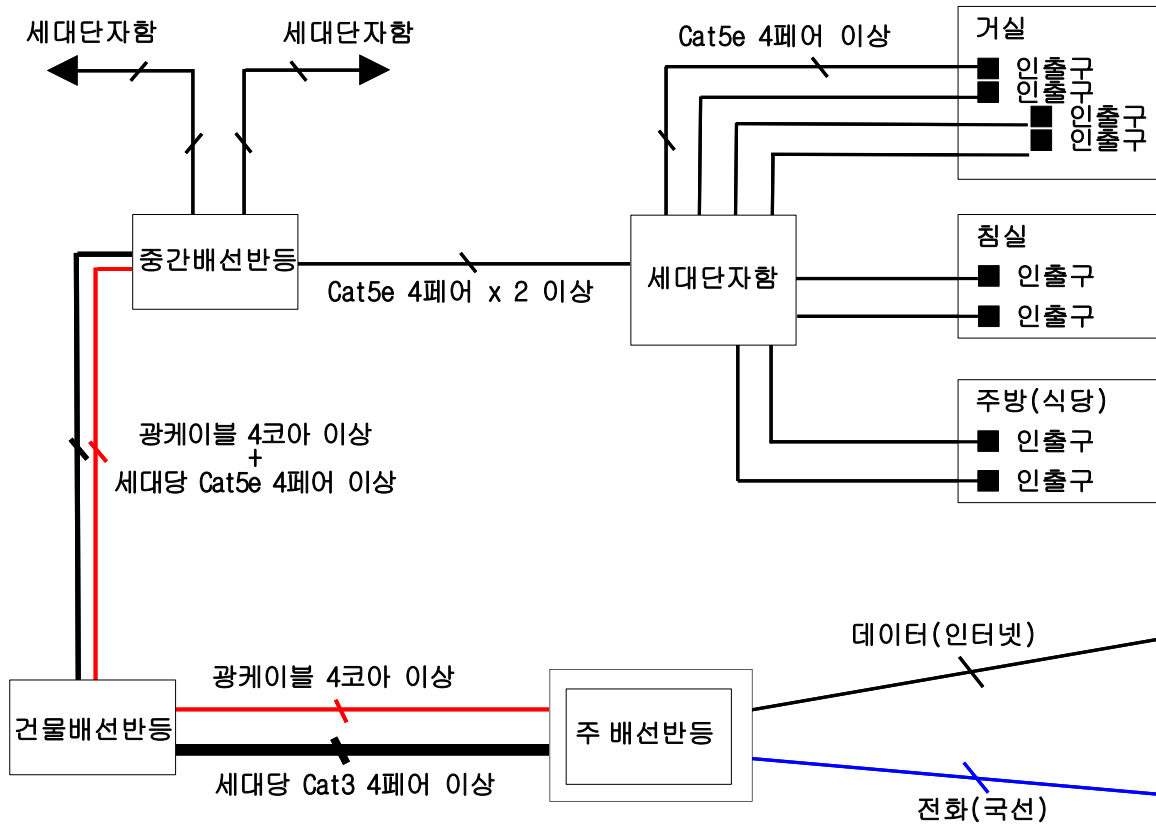 세대단자함
세대단자함
Cat5e 4페어 이상
거실
인출구
인출구
인출구
인출구
중간배선반등
Cat5e 4페어 x 2 이상
세대단자함
침실
인출구
인출구
주방(식당)
인출구
인출구
광케이블 4코아 이상
+
세대당 Cat5e 4페어 이상
데이터(인터넷)
광케이블 4코아 이상
건물배선반등
주 배선반등
세대당 Cat3 4페어 이상
전화(국선)